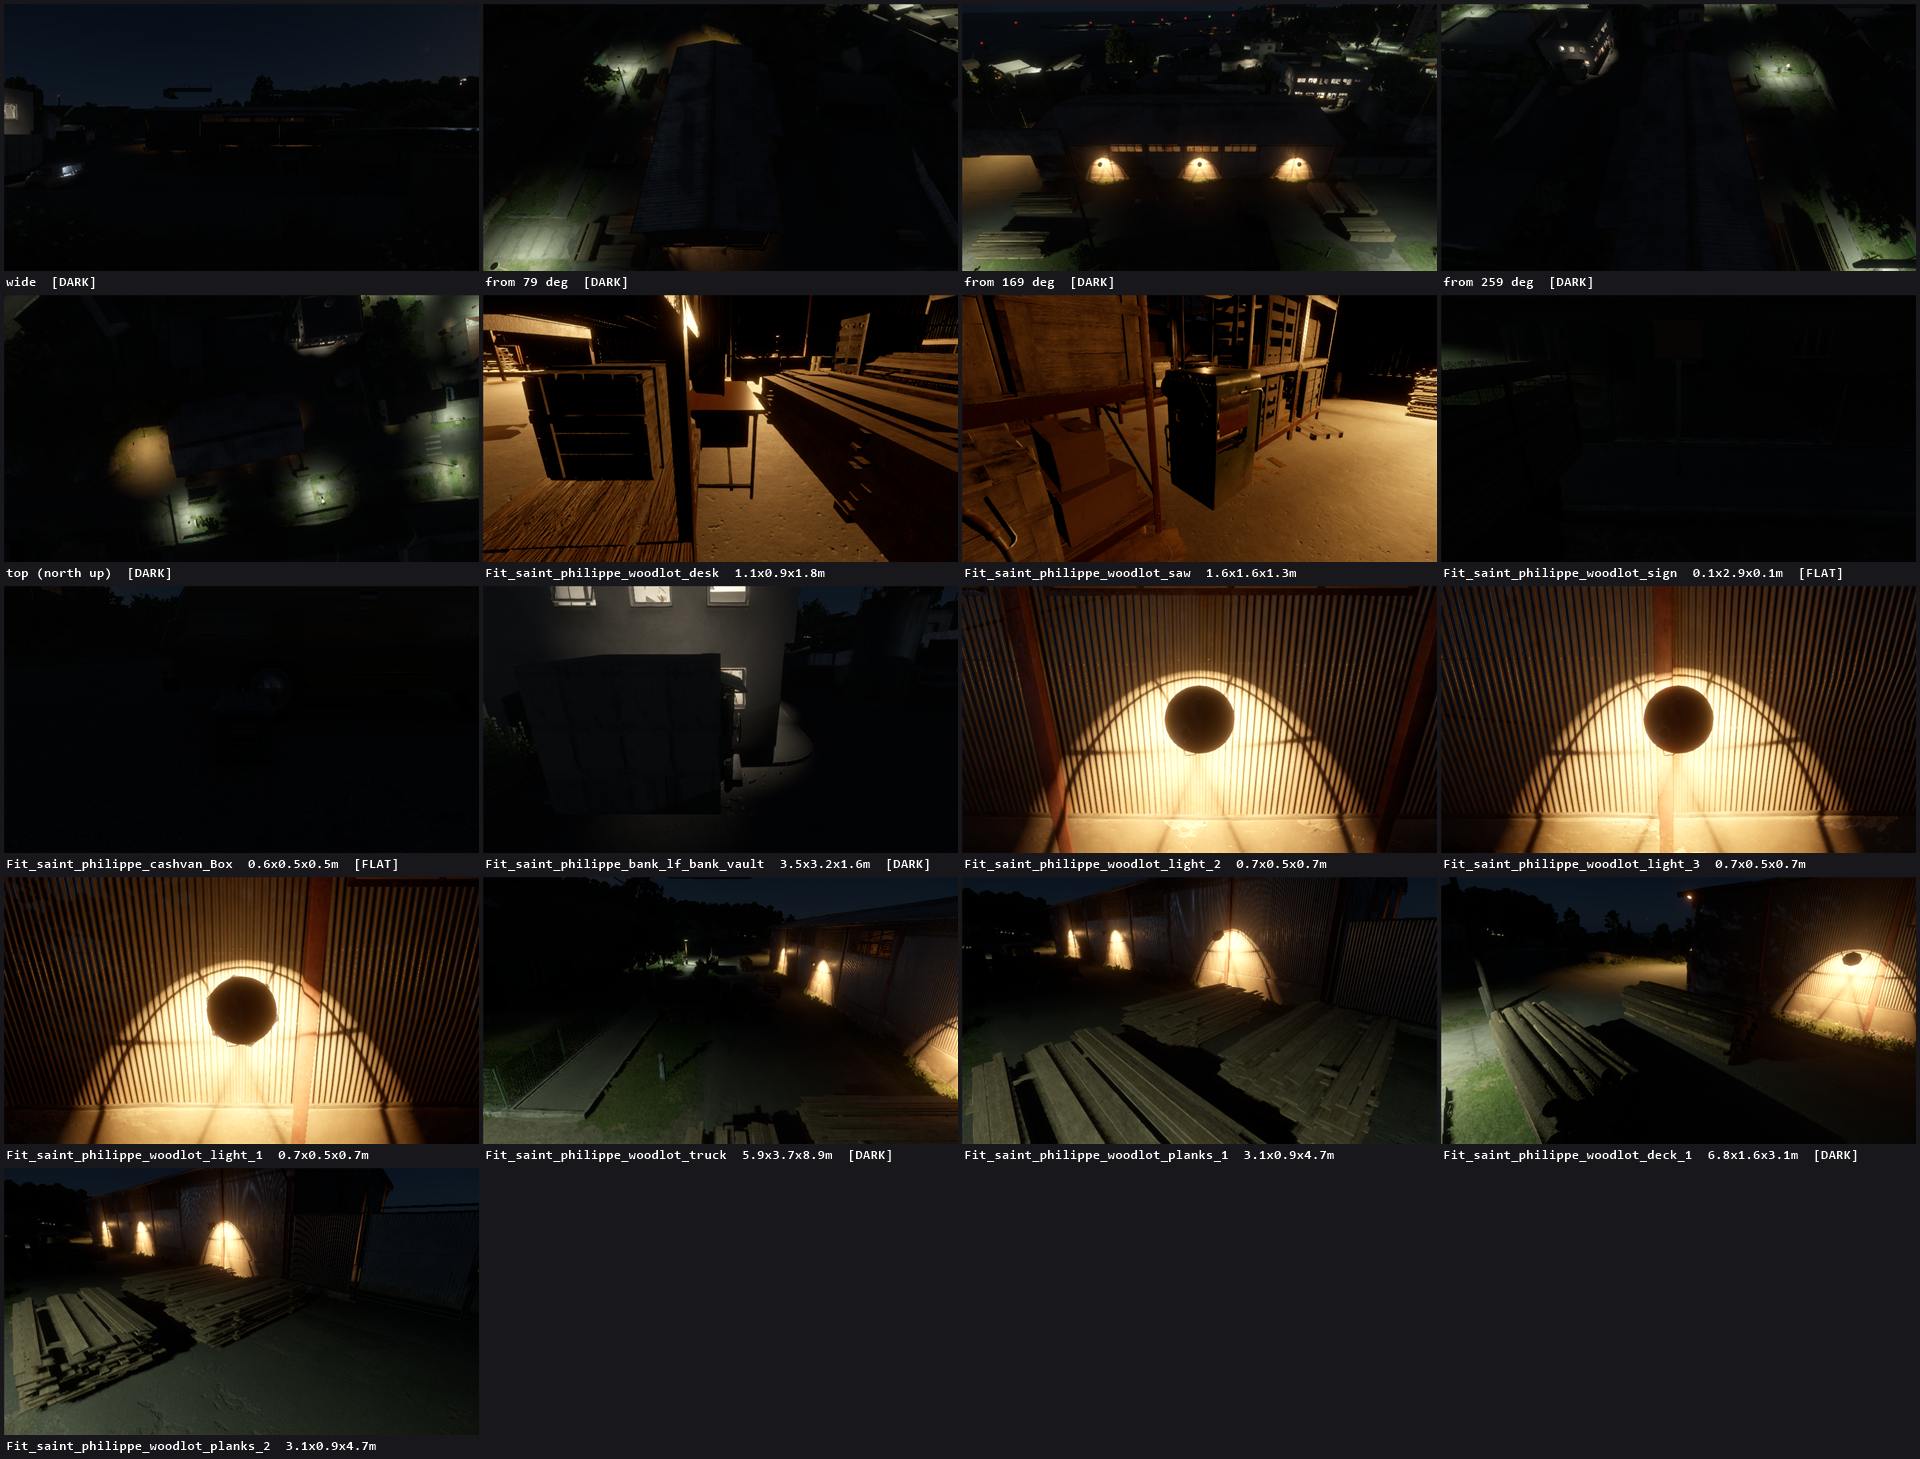 wide [DARK]
from 79 deg [DARK]
from 169 deg [DARK]
from 259 deg [DARK]
top (north up) [DARK]
Fit_saint_philippe_woodlot_desk 1.1x0.9x1.8m
Fit_saint_philippe_woodlot_saw 1.6x1.6x1.3m
Fit_saint_philippe_woodlot_sign 0.1x2.9x0.1m [FLAT]
Fit_saint_philippe_cashvan_Box 0.6x0.5x0.5m [FLAT]
Fit_saint_philippe_bank_lf_bank_vault 3.5x3.2x1.6m [DARK]
Fit_saint_philippe_woodlot_light_2 0.7x0.5x0.7m
Fit_saint_philippe_woodlot_light_3 0.7x0.5x0.7m
Fit_saint_philippe_woodlot_light_1 0.7x0.5x0.7m
Fit_saint_philippe_woodlot_truck 5.9x3.7x8.9m [DARK]
Fit_saint_philippe_woodlot_planks_1 3.1x0.9x4.7m
Fit_saint_philippe_woodlot_deck_1 6.8x1.6x3.1m [DARK]
Fit_saint_philippe_woodlot_planks_2 3.1x0.9x4.7m